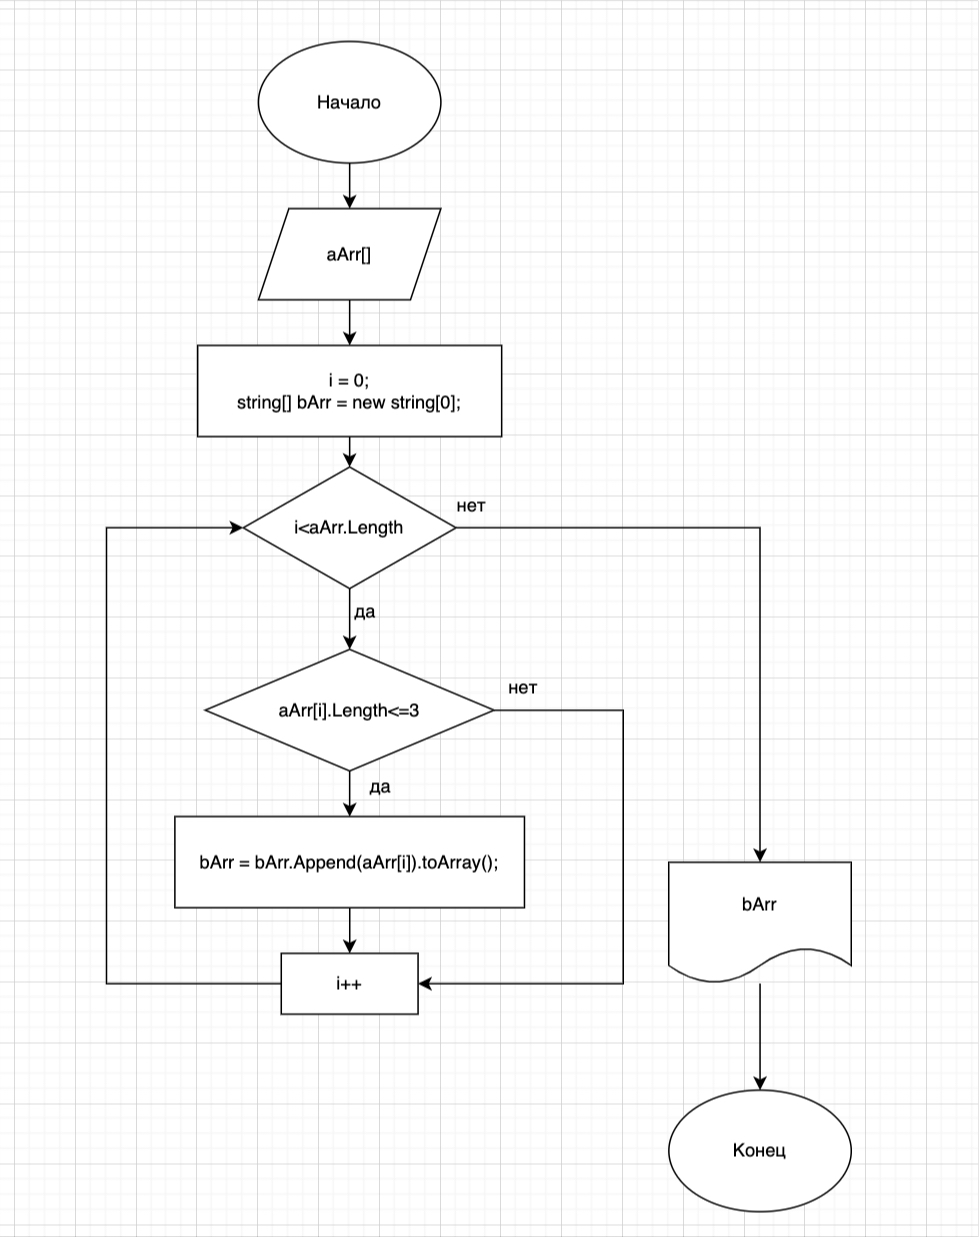 Начало
aArr[]
i = 0;
string[] bArr = new string[0];
i<aArr.Length
нет
да
aArr[i].Length<=3
нет
да
bArr = bArr.Append(aArr[i]).toArray();
i++
bArr
Конец